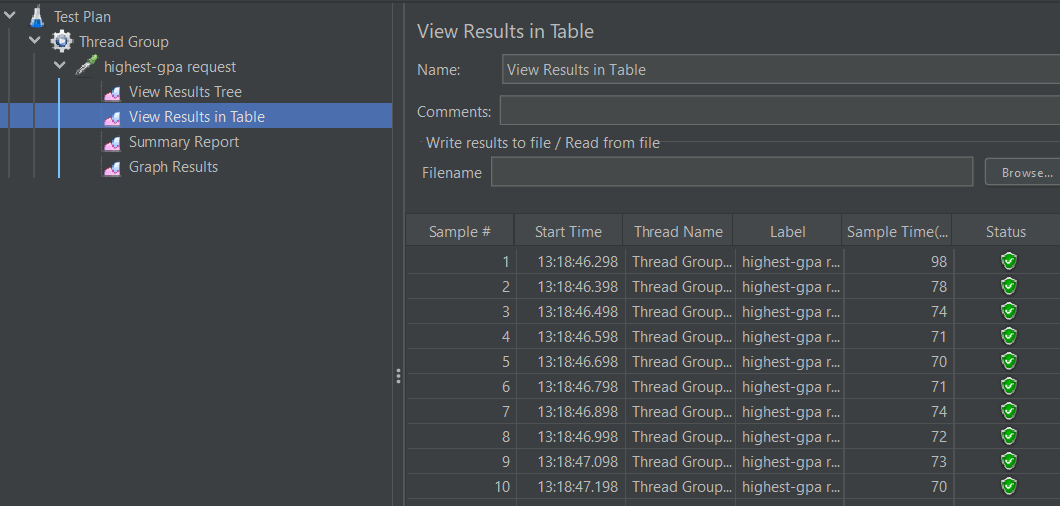 Test Plan
Thread Group
highest-gpa request
View Results Tree
View Results in Table
Summary Report
Graph Results
View Results in Table
Name: View Results in Table
Comments:
Write results to file / Read from file
Filename Browse...
Sample # Start Time Thread Name Label Sample Time(... Status
1 13:18:46.298 Thread Group... highest-gpa r... 98
2 13:18:46.398 Thread Group... highest-gpa r... 78
3 13:18:46.498 Thread Group... highest-gpa r... 74
4 13:18:46.598 Thread Group... highest-gpa r... 71
5 13:18:46.698 Thread Group... highest-gpa r... 70
6 13:18:46.798 Thread Group... highest-gpa r... 71
7 13:18:46.898 Thread Group... highest-gpa r... 74
8 13:18:46.998 Thread Group... highest-gpa r... 72
9 13:18:47.098 Thread Group... highest-gpa r... 73
10 13:18:47.198 Thread Group... highest-gpa r... 70